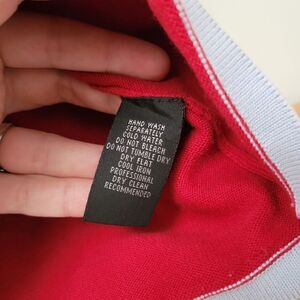 HAND WASH
SEPARATELY
COLD WATER
DO NOT BLEACH
DO NOT TUMBLE DRY
DRY FLAT
COOL IRON
PROFESSIONAL
DRY CLEAN
RECOMMENDED